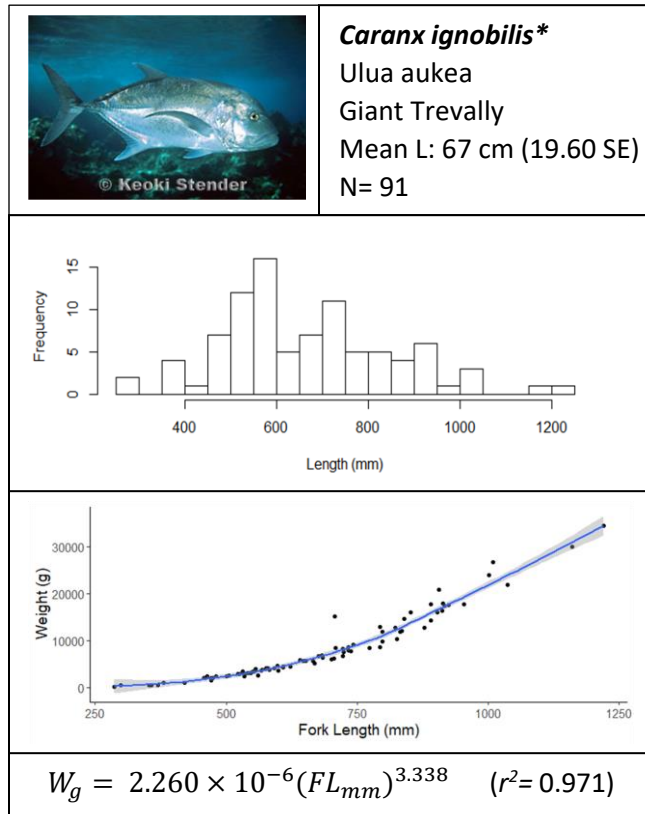 © Keoki Stender
Caranx ignobilis*
Ulua aukea
Giant Trevally
Mean L: 67 cm (19.60 SE)
N= 91
Frequency
15
10
5
0
400 600 800 1000 1200
Length (mm)
Weight (g)
30000
20000
10000
0
250 500 750 1000 1250
Fork Length (mm)
W_g = 2.260 × 10⁻⁶(FL_mm)^3.338 (r²= 0.971)